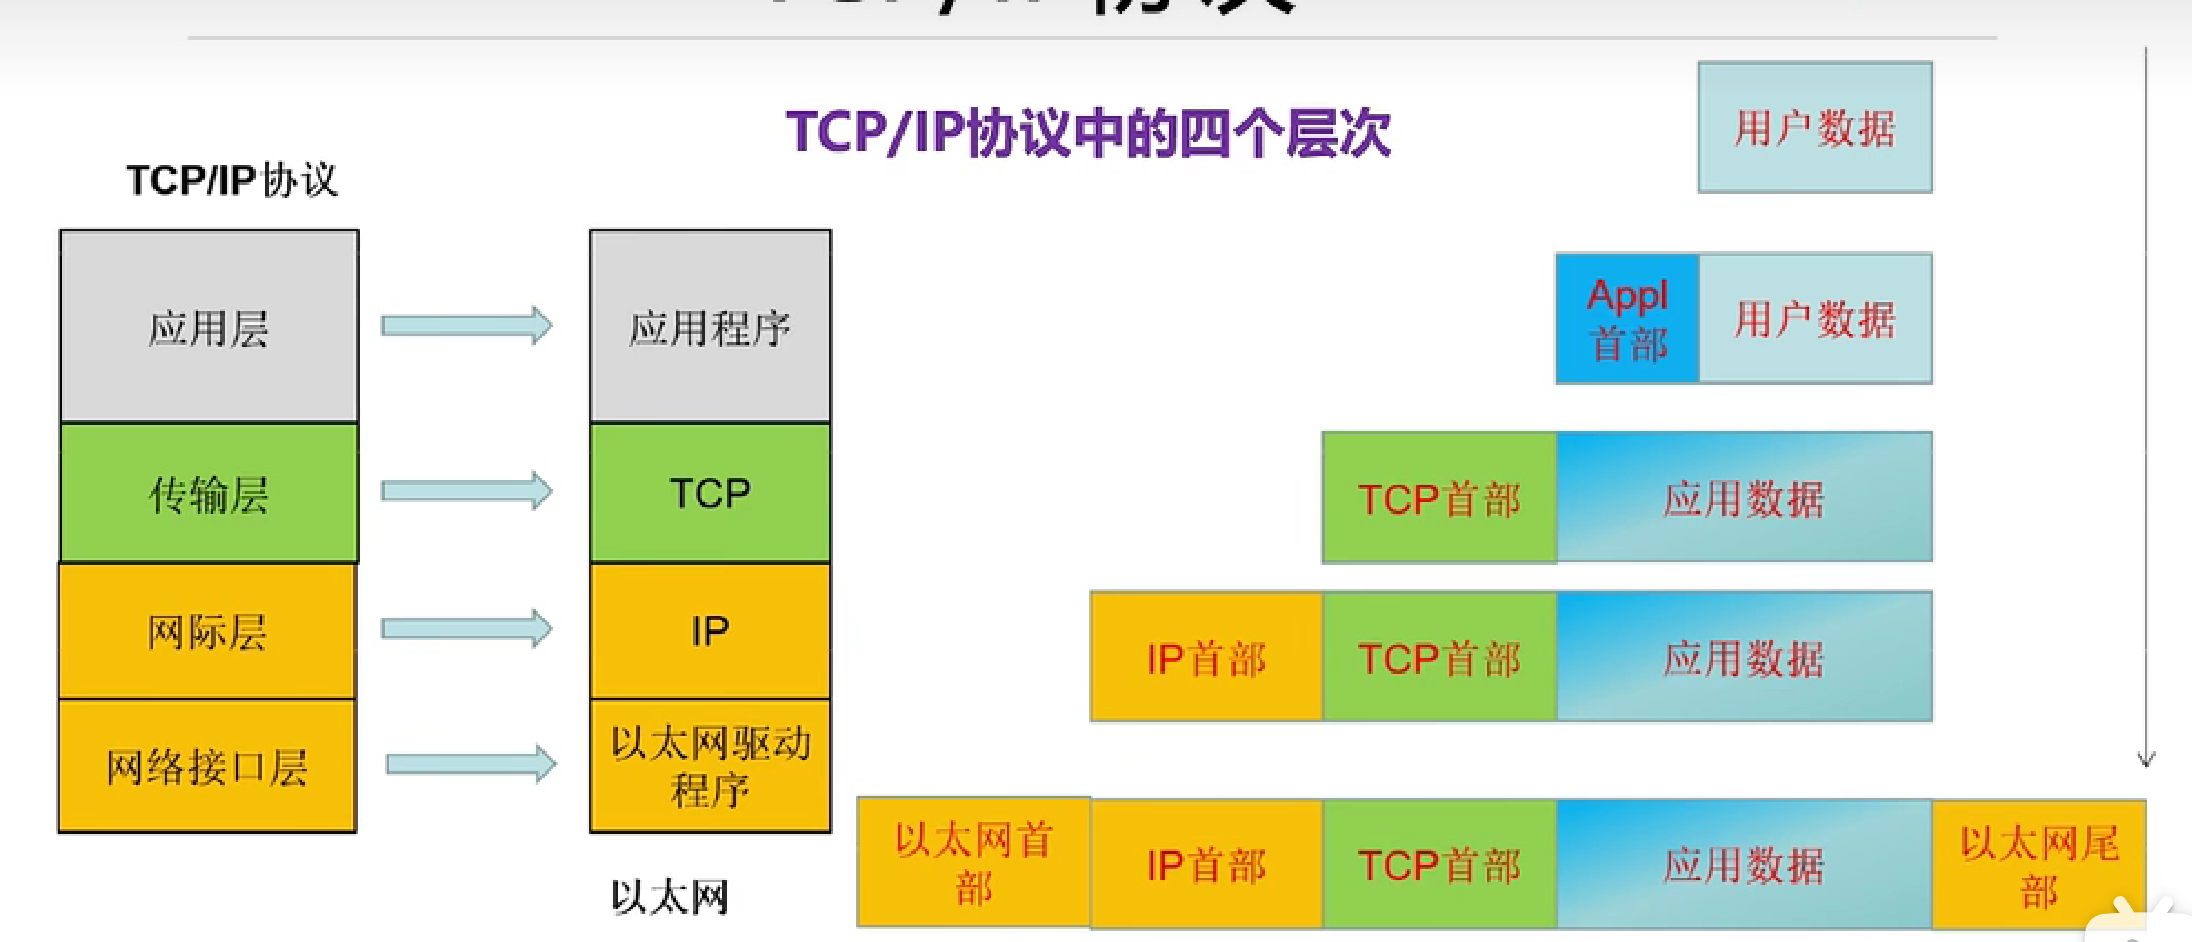 TCP/IP协议
TCP/IP协议中的四个层次
用户数据
TCP/IP协议
应用层
应用程序
Appl
首部
用户数据
传输层
TCP
TCP首部
应用数据
网际层
IP
IP首部
TCP首部
应用数据
网络接口层
以太网驱动
程序
以太网首
部
IP首部
TCP首部
应用数据
以太网尾
部
以太网